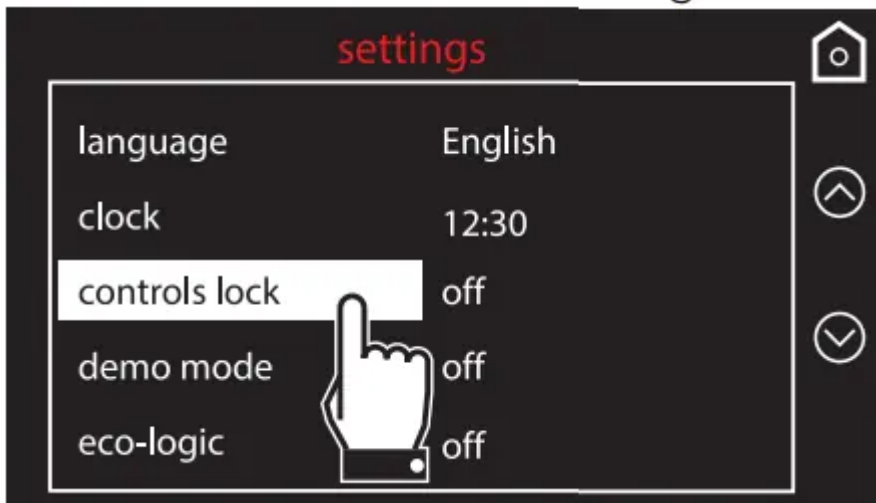 settings
language English
clock 12:30
controls lock off
demo mode off
eco-logic off